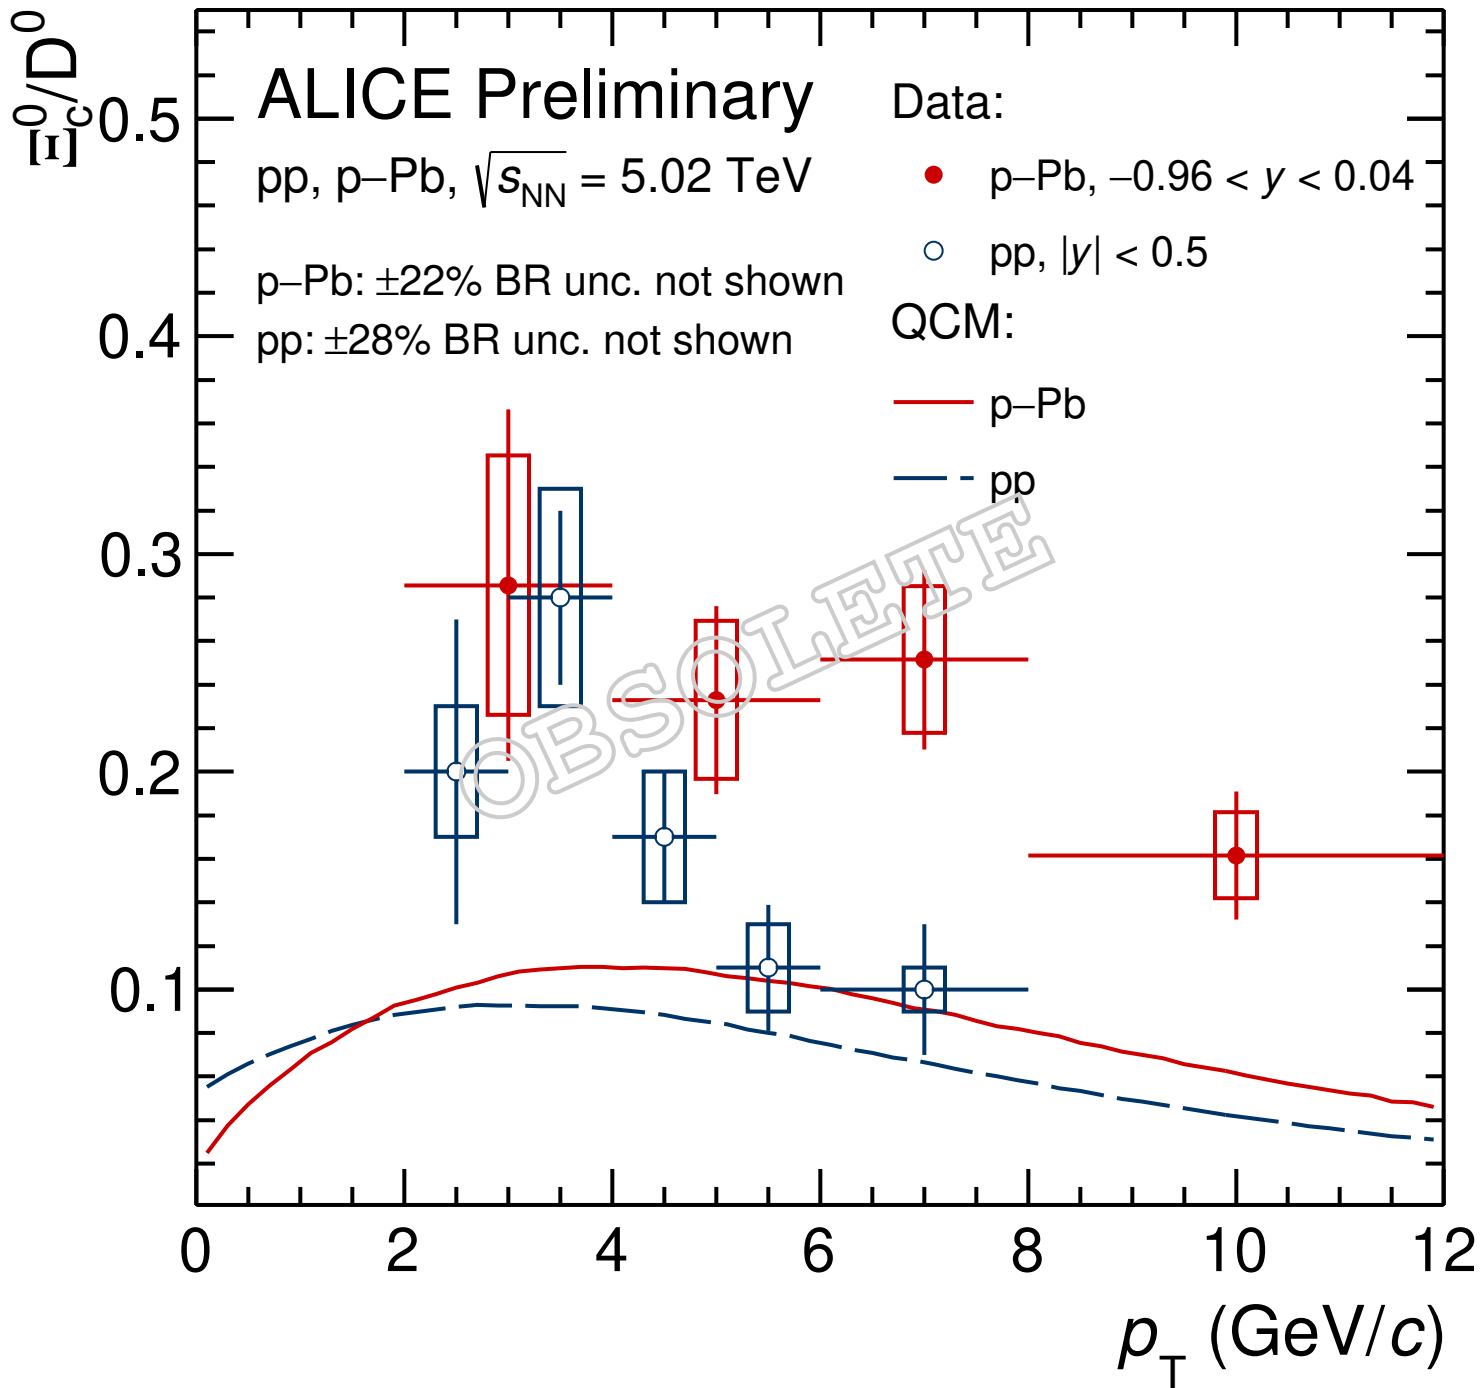 Ξ⁰c/D⁰
ALICE Preliminary
pp, p–Pb, √sNN = 5.02 TeV
p–Pb: ±22% BR unc. not shown
pp: ±28% BR unc. not shown
Data:
p–Pb, –0.96 < y < 0.04
pp, |y| < 0.5
QCM:
p–Pb
pp
OBSOLETE
0.5
0.4
0.3
0.2
0.1
0 2 4 6 8 10 12
pT (GeV/c)